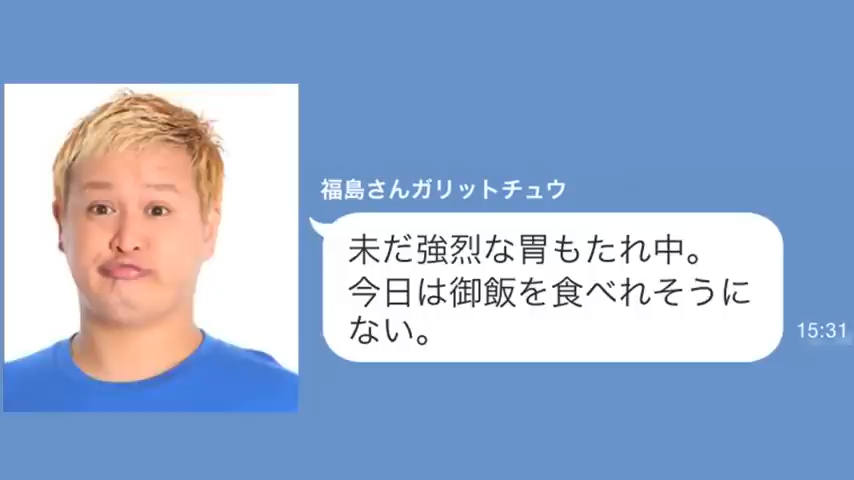 福島さんガリットチュウ
未だ強烈な胃もたれ中。
今日は御飯を食べれそうに
ない。
15:31